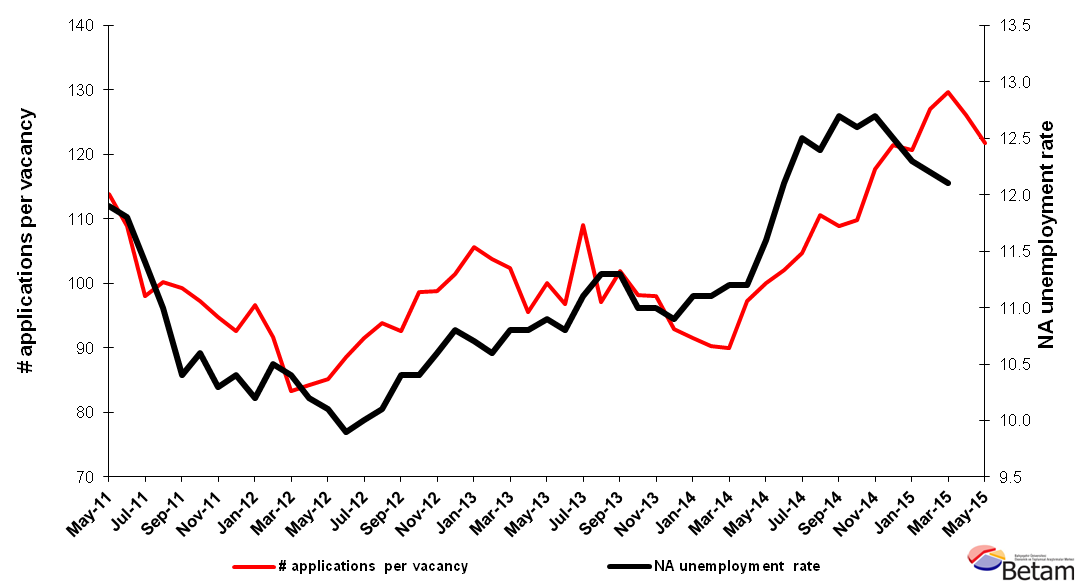 140
130
120
110
100
90
80
70
# applications per vacancy
13.5
13.0
12.5
12.0
11.5
11.0
10.5
10.0
9.5
NA unemployment rate
May-11
Jul-11
Sep-11
Nov-11
Jan-12
Mar-12
May-12
Jul-12
Sep-12
Nov-12
Jan-13
Mar-13
May-13
Jul-13
Sep-13
Nov-13
Jan-14
Mar-14
May-14
Jul-14
Sep-14
Nov-14
Jan-15
Mar-15
May-15
# applications per vacancy
NA unemployment rate
Betam